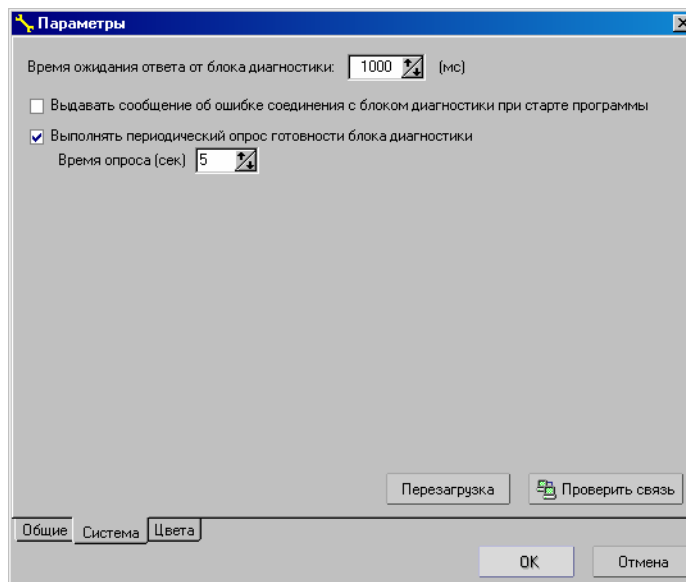 Параметры
Время ожидания ответа от блока диагностики: 1000 (мс)
Выдавать сообщение об ошибке соединения с блоком диагностики при старте программы
Выполнять периодический опрос готовности блока диагностики
Время опроса (сек) 5
Перезагрузка Проверить связь
Общие Система Цвета
OK Отмена